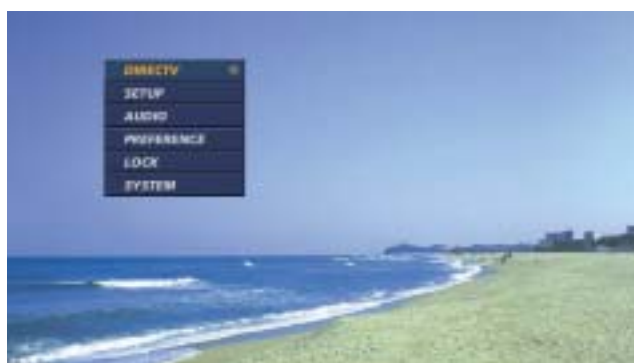 DIRECTV
SETUP
AUDIO
PREFERENCE
LOCK
SYSTEM